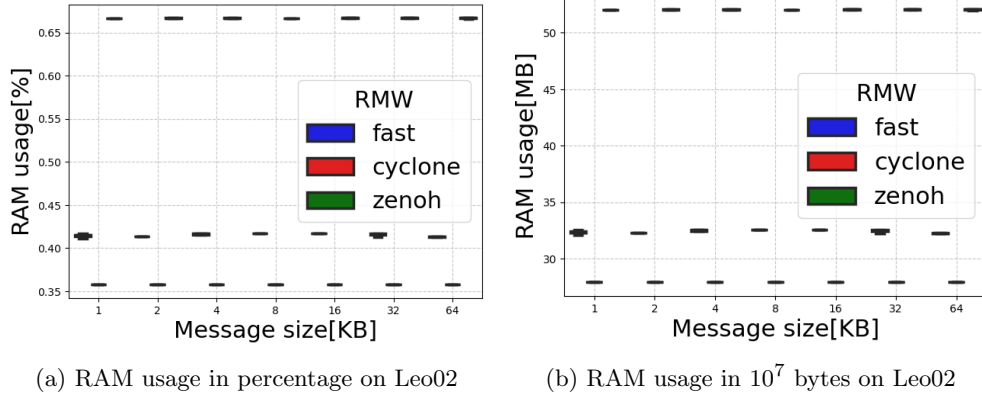 0.65
0.60
0.55
0.50
0.45
0.40
0.35
RAM usage[%]
RMW
fast
cyclone
zenoh
1 2 4 8 16 32 64
Message size[KB]
(a) RAM usage in percentage on Leo02
50
45
40
35
30
RAM usage[MB]
RMW
fast
cyclone
zenoh
1 2 4 8 16 32 64
Message size[KB]
(b) RAM usage in 10⁷ bytes on Leo02